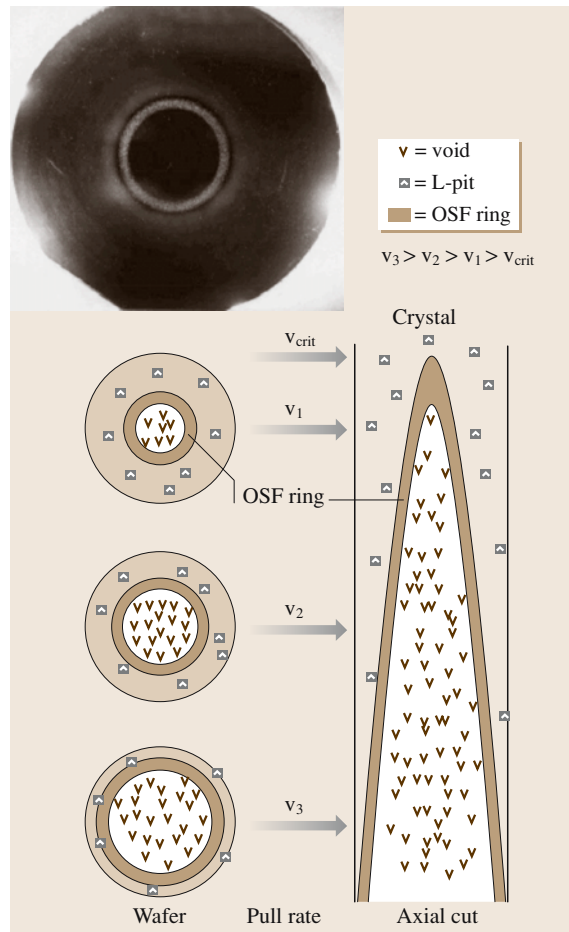 = void
= L-pit
= OSF ring
v3 > v2 > v1 > vcrit
Crystal
vcrit
v1
OSF ring
v2
v3
Wafer Pull rate Axial cut